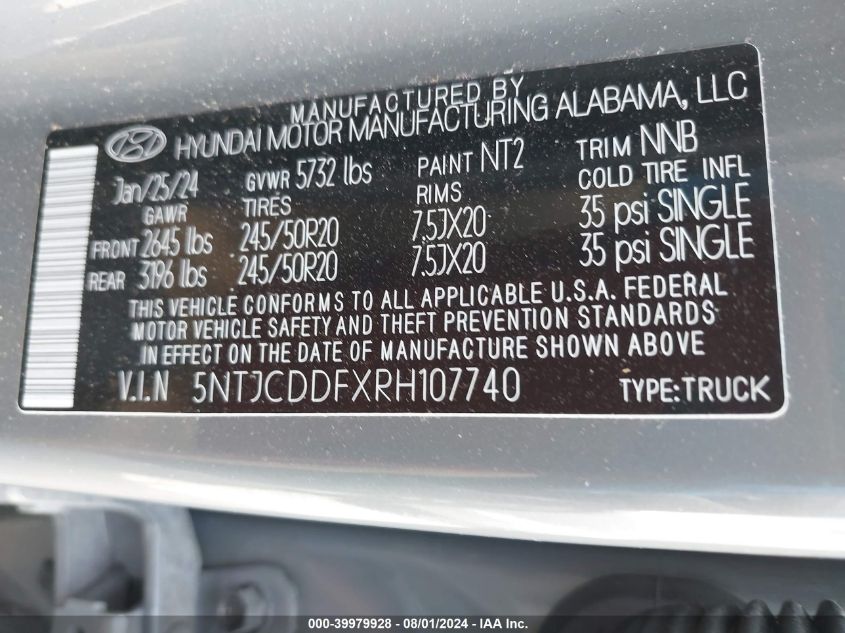 MANUFACTURED BY
HYUNDAI MOTOR MANUFACTURING ALABAMA, LLC
Jan/25/24 GVWR 5732 lbs PAINT NT2 TRIM NNB
GAWR TIRES RIMS COLD TIRE INFL
FRONT 2645 lbs 245/50R20 7.5JX20 35 psi SINGLE
REAR 3196 lbs 245/50R20 7.5JX20 35 psi SINGLE
THIS VEHICLE CONFORMS TO ALL APPLICABLE U.S.A. FEDERAL
MOTOR VEHICLE SAFETY AND THEFT PREVENTION STANDARDS
IN EFFECT ON THE DATE OF MANUFACTURE SHOWN ABOVE
V.I.N 5NTJCDDFXRH107740 TYPE:TRUCK
000-39979928 - 08/01/2024 - IAA Inc.